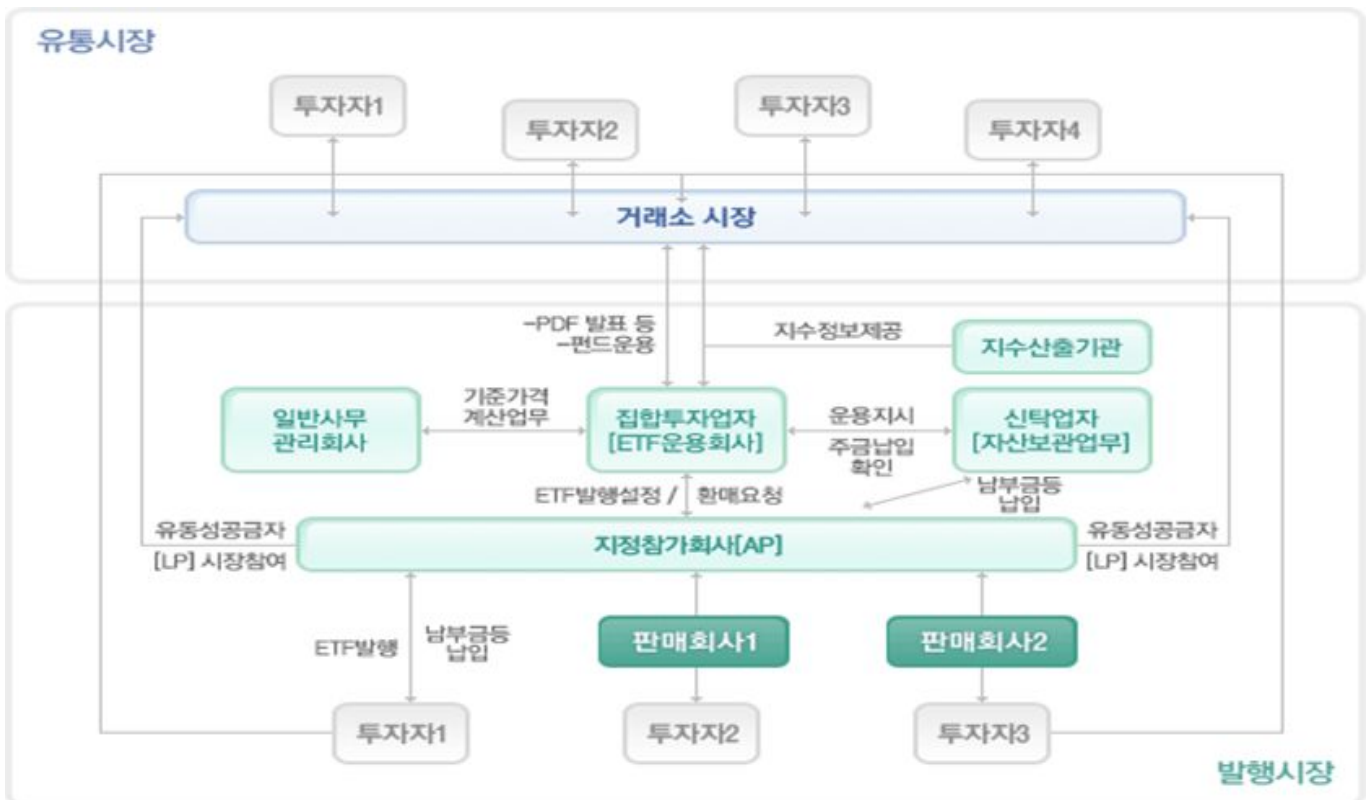 유통시장
투자자1
투자자2
투자자3
투자자4
거래소 시장
-PDF 발표 등
-펀드운용
지수정보제공
지수산출기관
일반사무
관리회사
기준가격
계산업무
집합투자업자
[ETF운용회사]
운용지시
주금납입
확인
신탁업자
[자산보관업무]
ETF발행설정 / 환매요청
남부금등
납입
유동성공급자
[LP] 시장참여
지정참가회사[AP]
유동성공급자
[LP] 시장참여
ETF발행
남부금등
납입
판매회사1
판매회사2
투자자1
투자자2
투자자3
발행시장